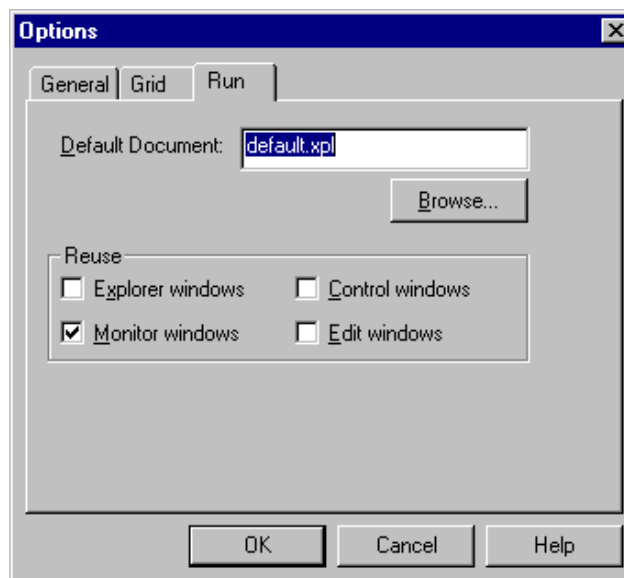 Options
General Grid Run
Default Document: default.xpl
Browse...
Reuse
Explorer windows Control windows
Monitor windows Edit windows
OK Cancel Help